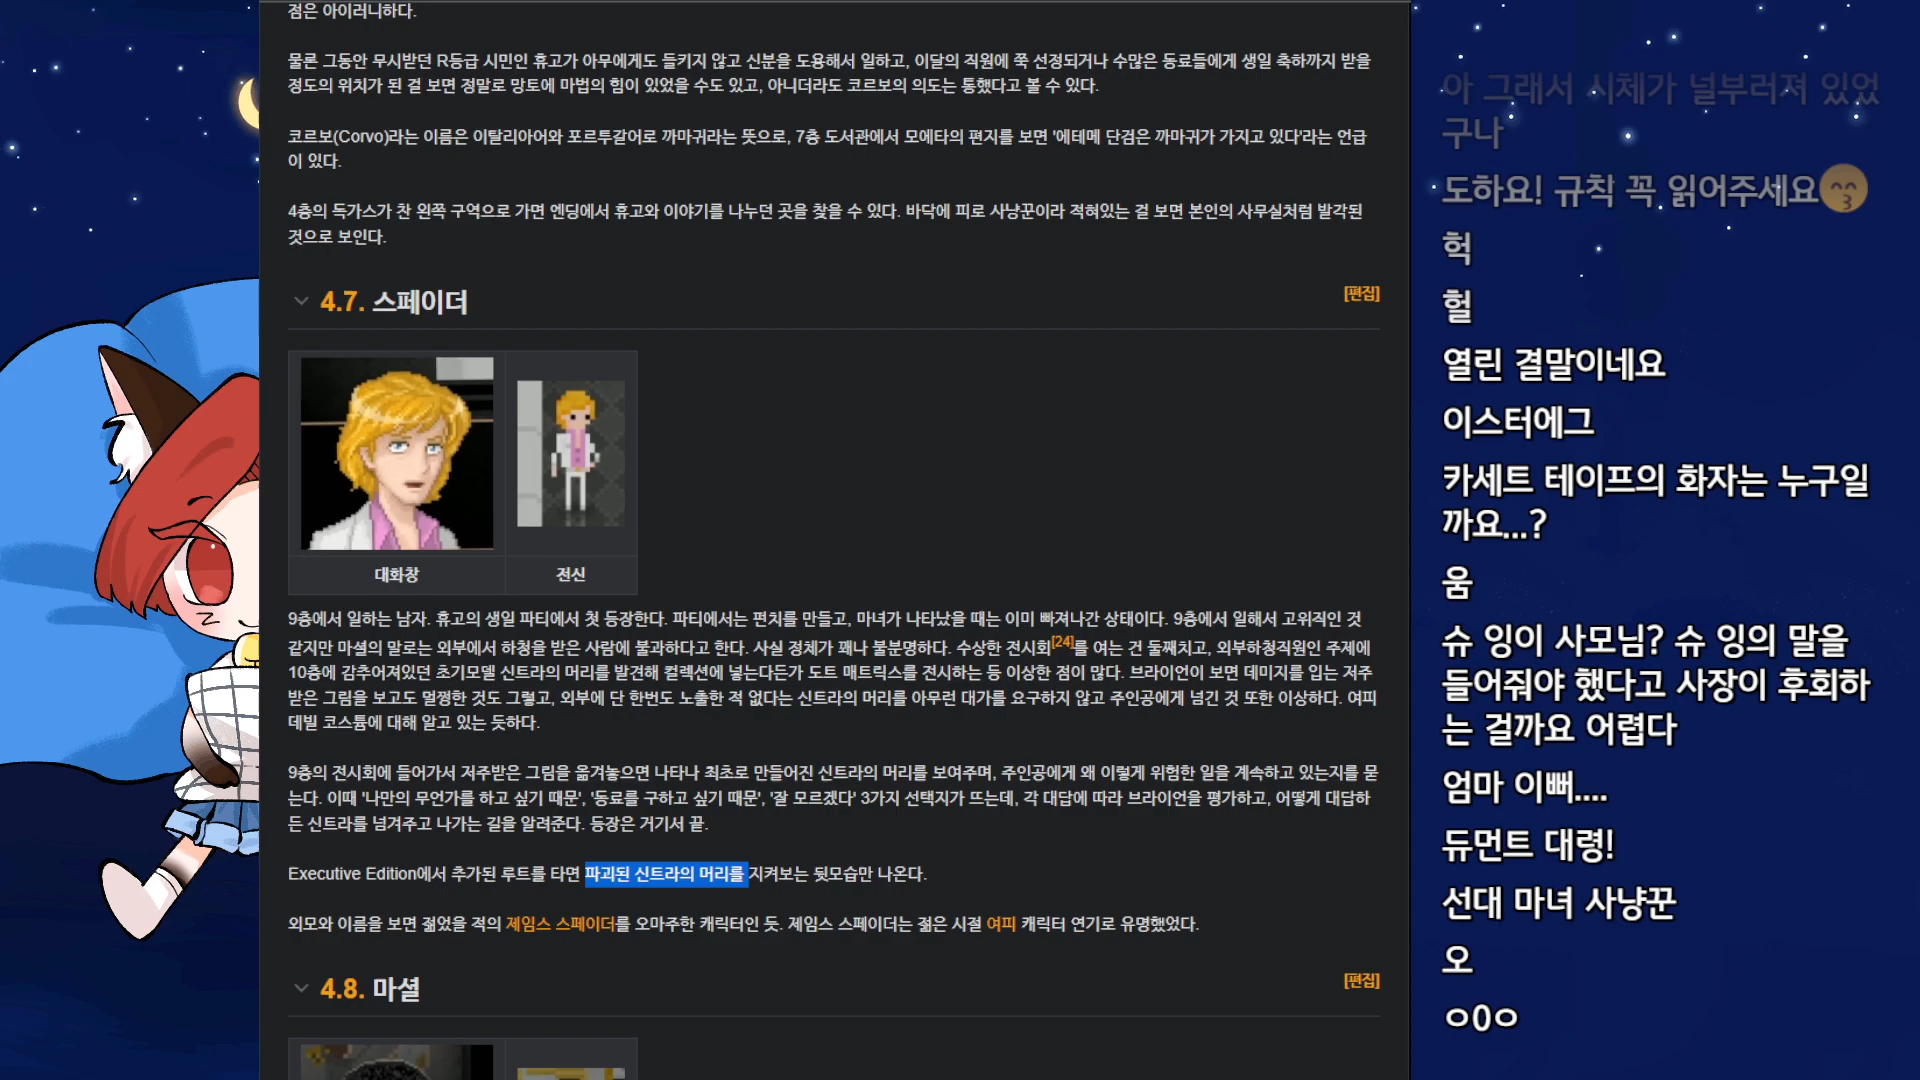 점은 아이러니하다.
물론 그동안 무시받던 R등급 시민인 휴고가 아무에게도 들키지 않고 신분을 도용해서 일하고, 이달의 직원에 쭉 선정되거나 수많은 동료들에게 생일 축하까지 받을
정도의 위치가 된 걸 보면 정말로 망토에 마법의 힘이 있었을 수도 있고, 아니더라도 코르보의 의도는 통했다고 볼 수 있다.
코르보(Corvo)라는 이름은 이탈리아어와 포르투갈어로 까마귀라는 뜻으로, 7층 도서관에서 모에타의 편지를 보면 '에테메 단검은 까마귀가 가지고 있다'라는 언급
이 있다.
4층의 독가스가 찬 왼쪽 구역으로 가면 엔딩에서 휴고와 이야기를 나누던 곳을 찾을 수 있다. 바닥에 피로 사냥꾼이라 적혀있는 걸 보면 본인의 사무실처럼 발각된
것으로 보인다.
4.7. 스페이더
[편집]
대화창
전신
9층에서 일하는 남자. 휴고의 생일 파티에서 첫 등장한다. 파티에서는 펀치를 만들고, 마녀가 나타났을 때는 이미 빠져나간 상태이다. 9층에서 일해서 고위직인 것
같지만 마셜의 말로는 외부에서 하청을 받은 사람에 불과하다고 한다. 사실 정체가 꽤나 불분명하다. 수상한 전시회[24]를 여는 건 둘째치고, 외부하청직원인 주제에
10층에 감추어져있던 초기모델 신트라의 머리를 발견해 컬렉션에 넣는다든가 도트 매트릭스를 전시하는 등 이상한 점이 많다. 브라이언이 보면 데미지를 입는 저주
받은 그림을 보고도 멀쩡한 것도 그렇고, 외부에 단 한번도 노출한 적 없다는 신트라의 머리를 아무런 대가를 요구하지 않고 주인공에게 넘긴 것 또한 이상하다. 여피
데빌 코스튬에 대해 알고 있는 듯하다.
9층의 전시회에 들어가서 저주받은 그림을 옮겨놓으면 나타나 최초로 만들어진 신트라의 머리를 보여주며, 주인공에게 왜 이렇게 위험한 일을 계속하고 있는지를 묻
는다. 이때 '나만의 무언가를 하고 싶기 때문', '동료를 구하고 싶기 때문', '잘 모르겠다' 3가지 선택지가 뜨는데, 각 대답에 따라 브라이언을 평가하고, 어떻게 대답하
든 신트라를 넘겨주고 나가는 길을 알려준다. 등장은 거기서 끝.
Executive Edition에서 추가된 루트를 타면 파괴된 신트라의 머리를 지켜보는 뒷모습만 나온다.
외모와 이름을 보면 젊었을 적의 제임스 스페이더를 오마주한 캐릭터인 듯. 제임스 스페이더는 젊은 시절 여피 캐릭터 연기로 유명했었다.
4.8. 마셜
[편집]
아 그래서 시체가 널부러져 있었
구나
도하요! 규착 꼭 읽어주세요
헉
헐
열린 결말이네요
이스터에그
카세트 테이프의 화자는 누구일
까요...?
움
슈 잉이 사모님? 슈 잉의 말을
들어줘야 했다고 사장이 후회하
는 걸까요 어렵다
엄마 이뻐....
듀먼트 대령!
선대 마녀 사냥꾼
오
ㅇ0ㅇ